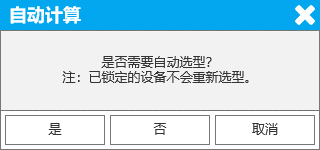 自动计算
是否需要自动选型?
注：已锁定的设备不会重新选型。
是
否
取消